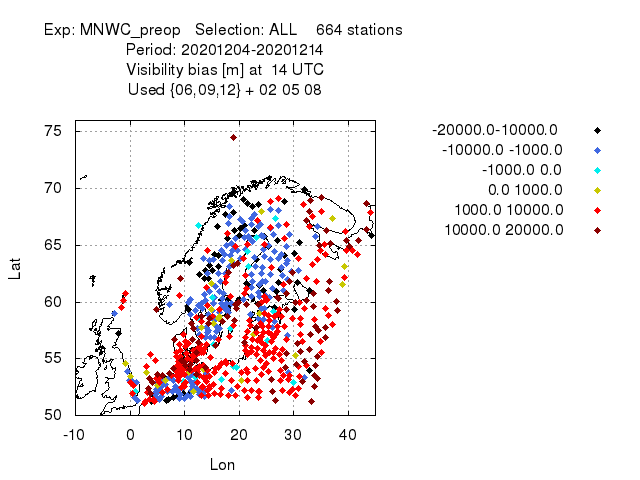 Exp: MNWC_preop   Selection: ALL    664 stations
Period: 20201204-20201214
Visibility bias [m] at  14 UTC
Used {06,09,12} + 02 05 08
-20000.0-10000.0
-10000.0 -1000.0
-1000.0 0.0
0.0 1000.0
1000.0 10000.0
10000.0 20000.0
75
70
65
60
55
50
Lat
-10 0 10 20 30 40
Lon